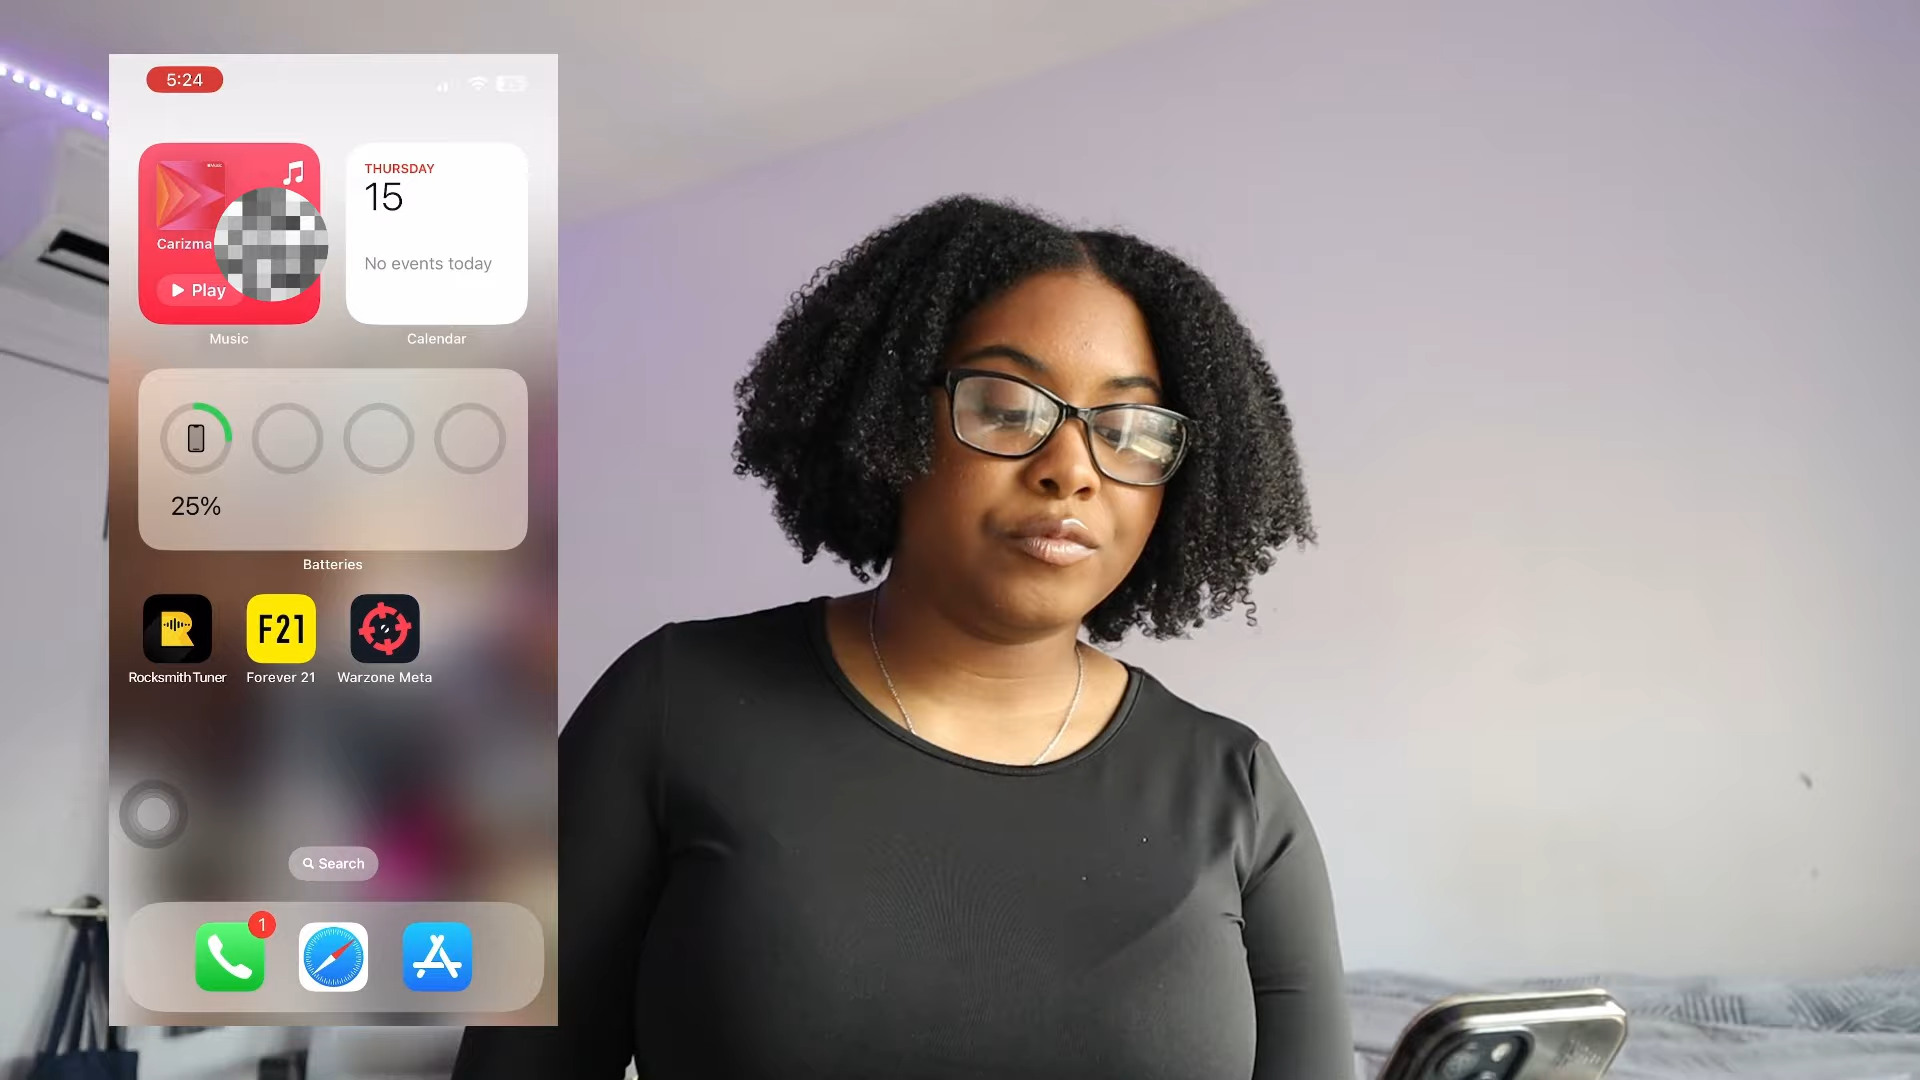 5:24
Music
Carizma
Play
Music
THURSDAY
15
No events today
Calendar
25%
Batteries
F21
Rocksmith Tuner
Forever 21
Warzone Meta
Search
1